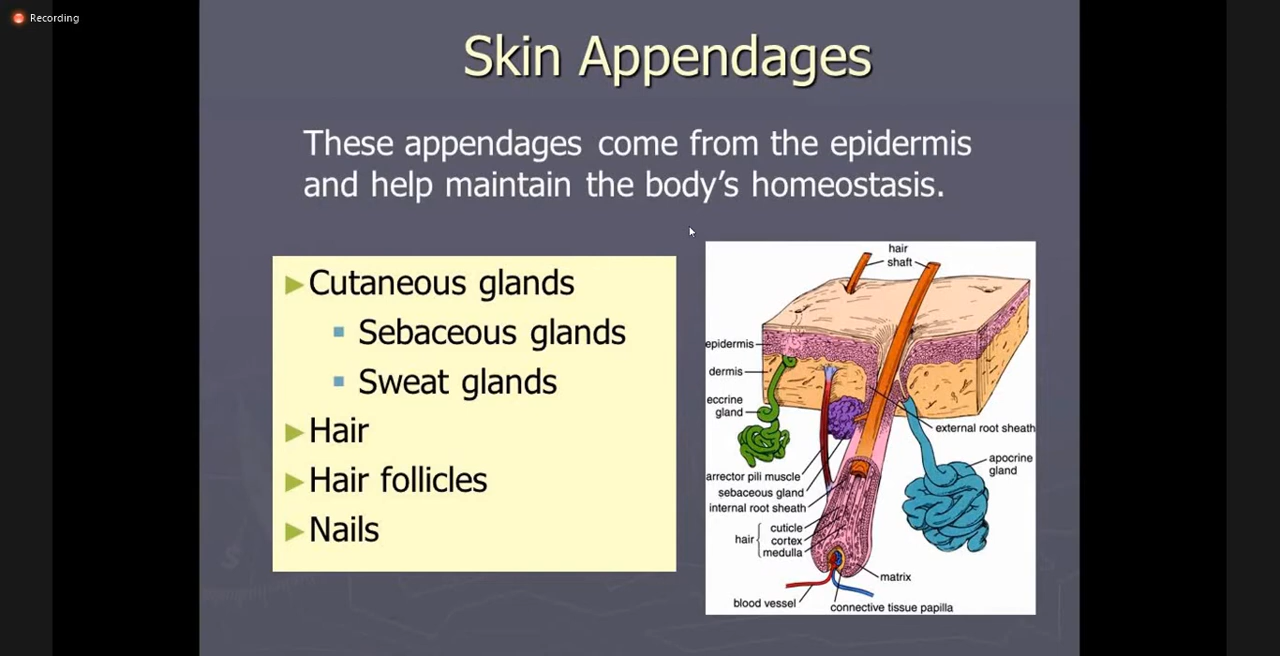 Recording
Skin Appendages
These appendages come from the epidermis
and help maintain the body's homeostasis.
►Cutaneous glands
▪ Sebaceous glands
▪ Sweat glands
►Hair
►Hair follicles
►Nails
hair
shaft
epidermis
dermis
eccrine
gland
external root sheath
apocrine
gland
arrector pili muscle
sebaceous gland
internal root sheath
cuticle
hair { cortex
medulla
matrix
blood vessel
connective tissue papilla